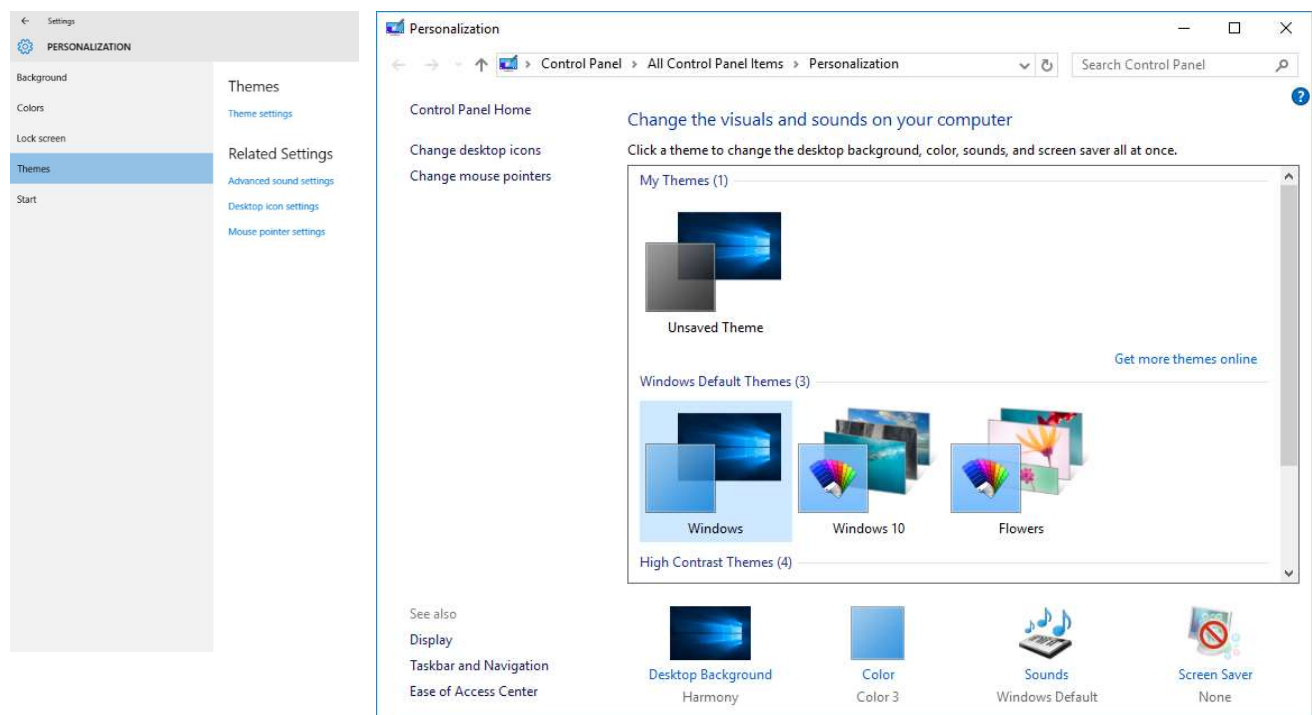 Settings
PERSONALIZATION
Background
Colors
Lock screen
Themes
Start
Themes
Theme settings
Related Settings
Advanced sound settings
Desktop icon settings
Mouse pointer settings
Personalization
Control Panel > All Control Panel Items > Personalization
Search Control Panel
Control Panel Home
Change desktop icons
Change mouse pointers
See also
Display
Taskbar and Navigation
Ease of Access Center
?
Change the visuals and sounds on your computer
Click a theme to change the desktop background, color, sounds, and screen saver all at once.
My Themes (1)
Unsaved Theme
Get more themes online
Windows Default Themes (3)
Windows Windows 10 Flowers
High Contrast Themes (4)
Desktop Background Color Sounds Screen Saver
Harmony Color 3 Windows Default None